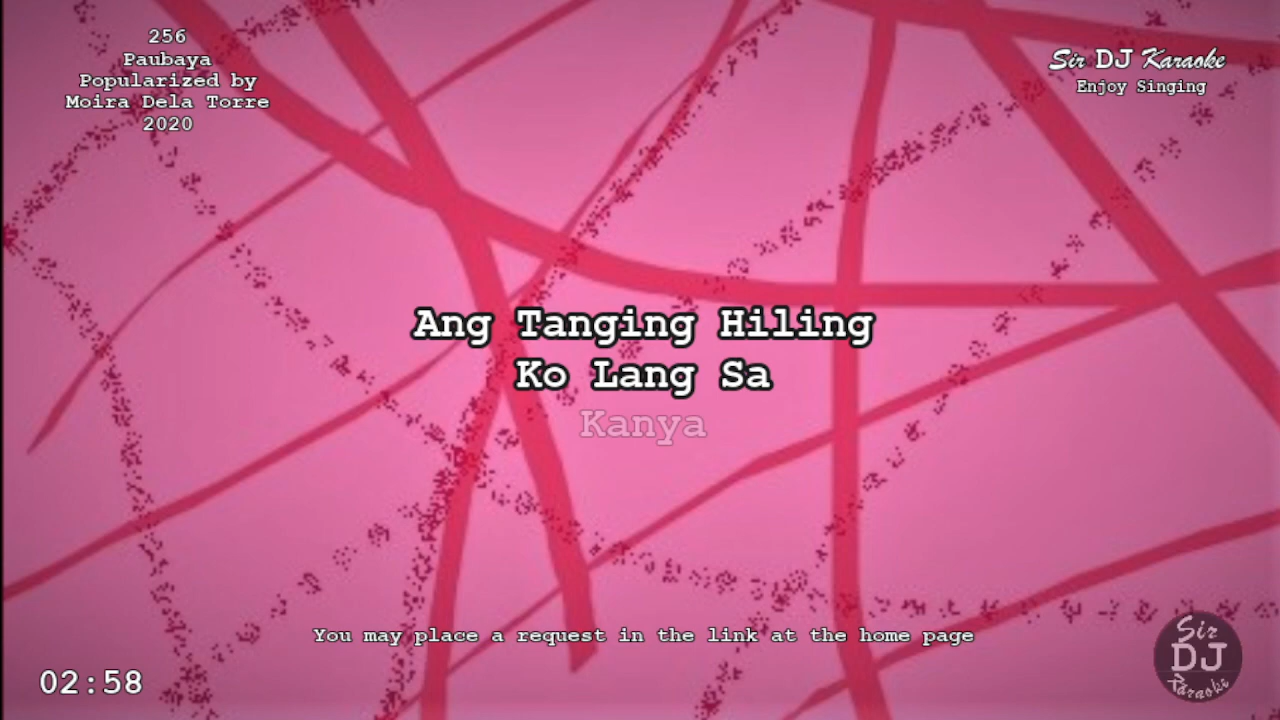 256
Paubaya
Popularized by
Moira Dela Torre
2020
Sir DJ Karaoke
Enjoy Singing
Ang Tanging Hiling
Ko Lang Sa
Kanya
You may place a request in the link at the home page
02:58
Sir
DJ
Karaoke